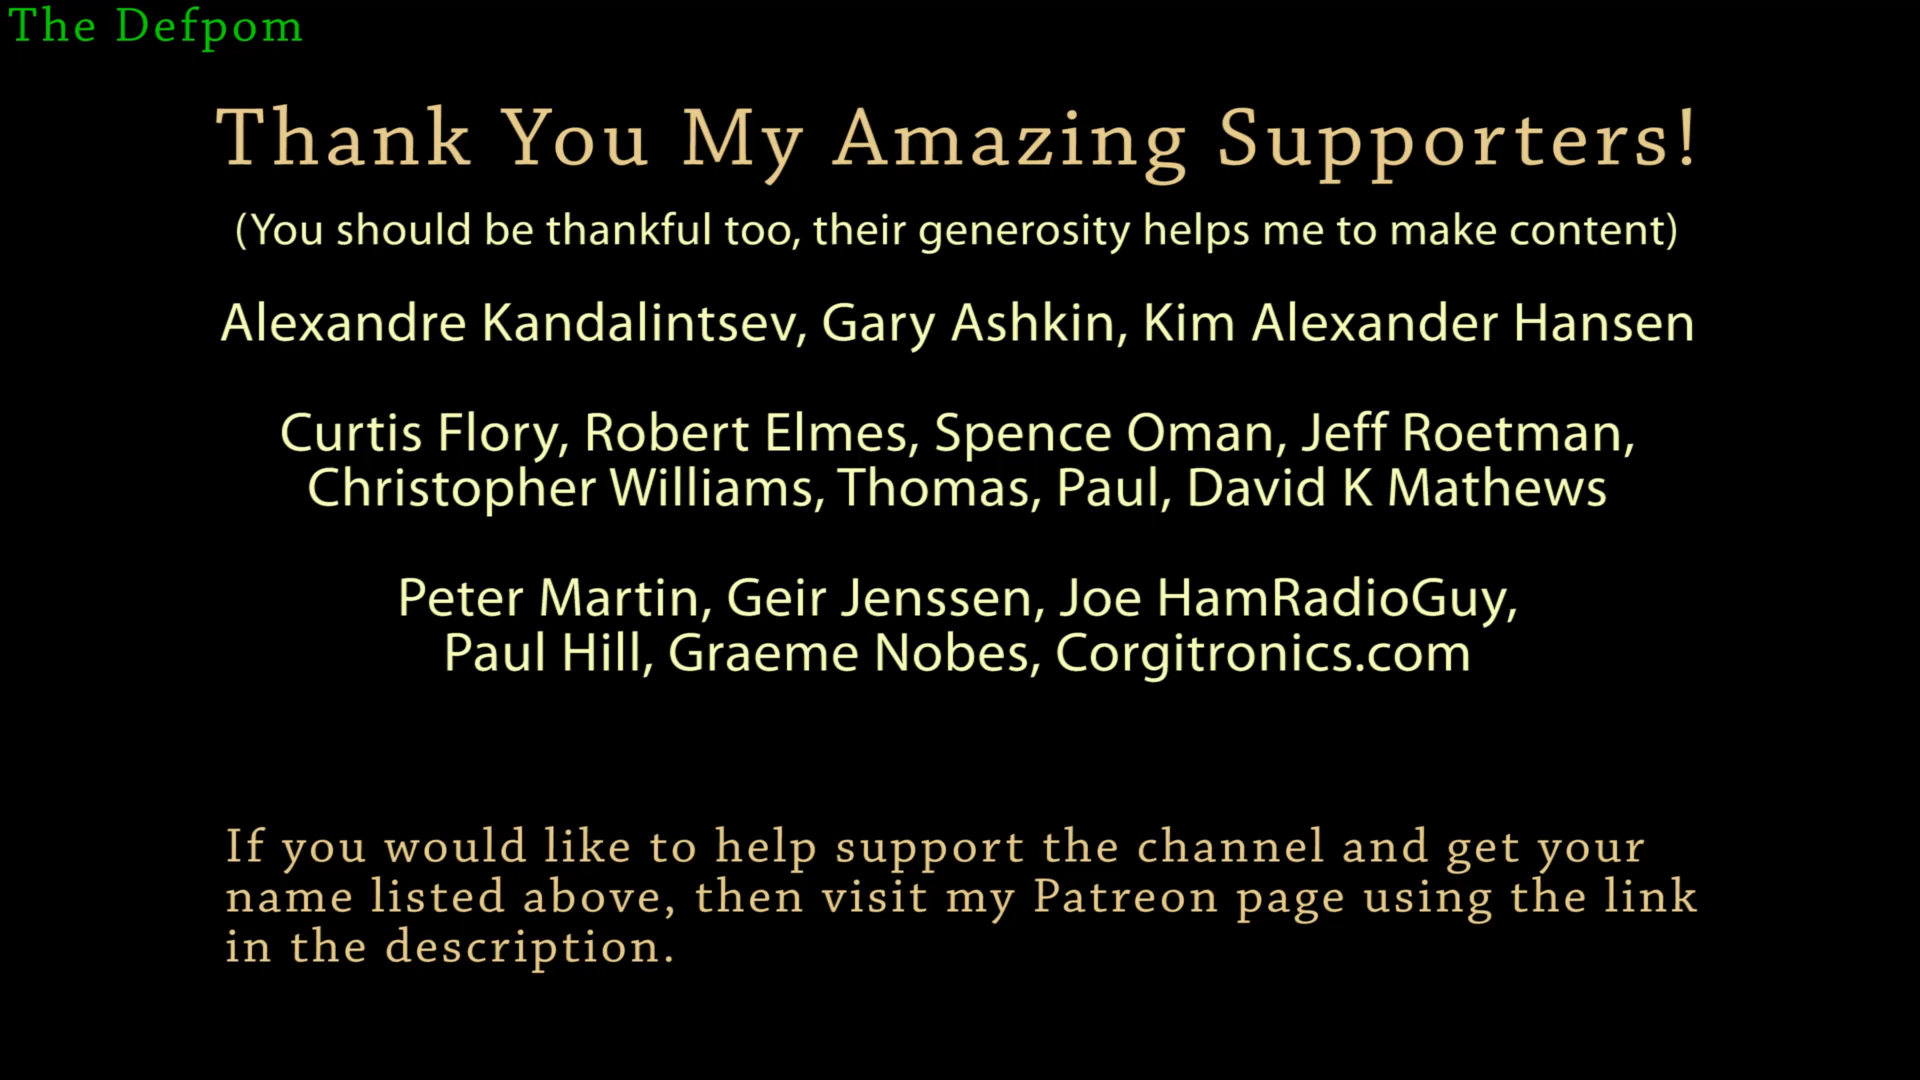 The Defpom
Thank You My Amazing Supporters!
(You should be thankful too, their generosity helps me to make content)
Alexandre Kandalintsev, Gary Ashkin, Kim Alexander Hansen
Curtis Flory, Robert Elmes, Spence Oman, Jeff Roetman,
Christopher Williams, Thomas, Paul, David K Mathews
Peter Martin, Geir Jenssen, Joe HamRadioGuy,
Paul Hill, Graeme Nobes, Corgitronics.com
If you would like to help support the channel and get your
name listed above, then visit my Patreon page using the link
in the description.